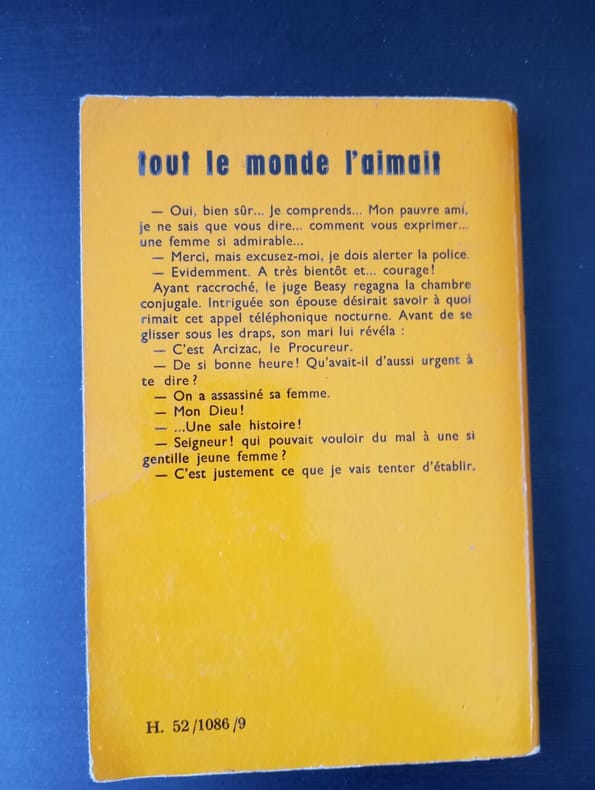 tout le monde l'aimait
— Oui, bien sûr... Je comprends... Mon pauvre ami,
je ne sais que vous dire... comment vous exprimer...
une femme si admirable...
— Merci, mais excusez-moi, je dois alerter la police.
— Evidemment. A très bientôt et... courage!
Ayant raccroché, le juge Beasy regagna la chambre
conjugale. Intriguée son épouse désirait savoir à quoi
rimait cet appel téléphonique nocturne. Avant de se
glisser sous les draps, son mari lui révéla :
— C'est Arcizac, le Procureur.
— De si bonne heure! Qu'avait-il d'aussi urgent à
te dire?
— On a assassiné sa femme.
— Mon Dieu!
— ...Une sale histoire!
— Seigneur! qui pouvait vouloir du mal à une si
gentille jeune femme?
— C'est justement ce que je vais tenter d'établir.
H. 52/1086/9